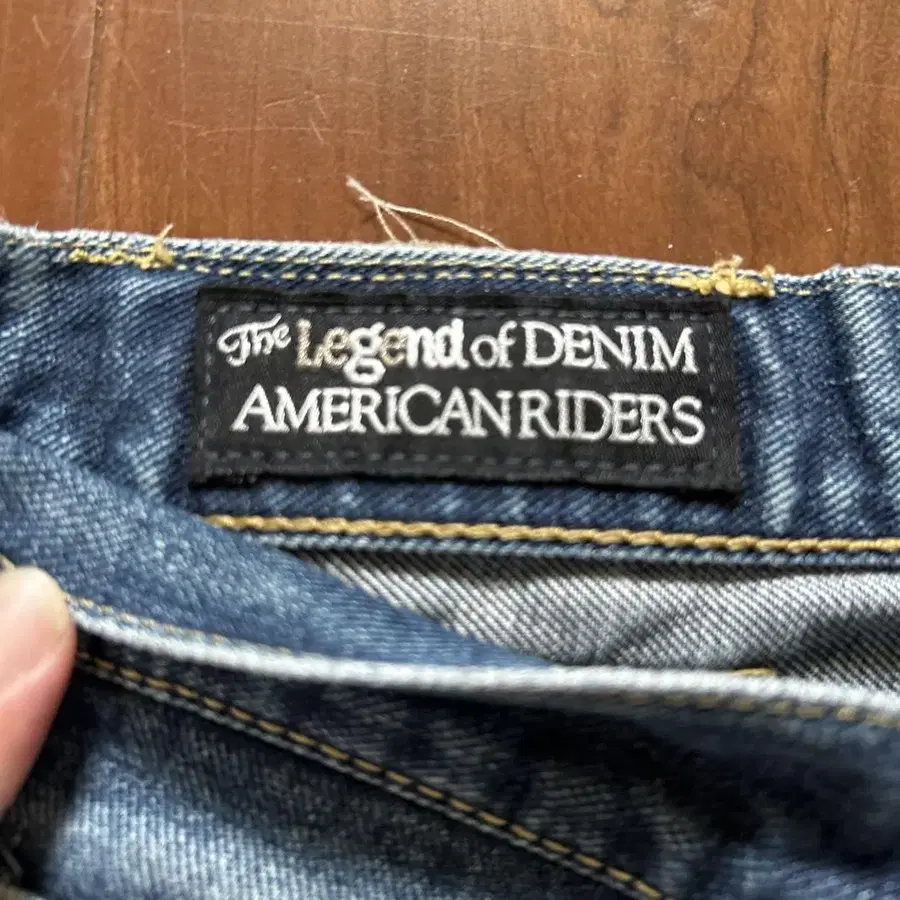 The Legend of DENIM
AMERICAN RIDERS